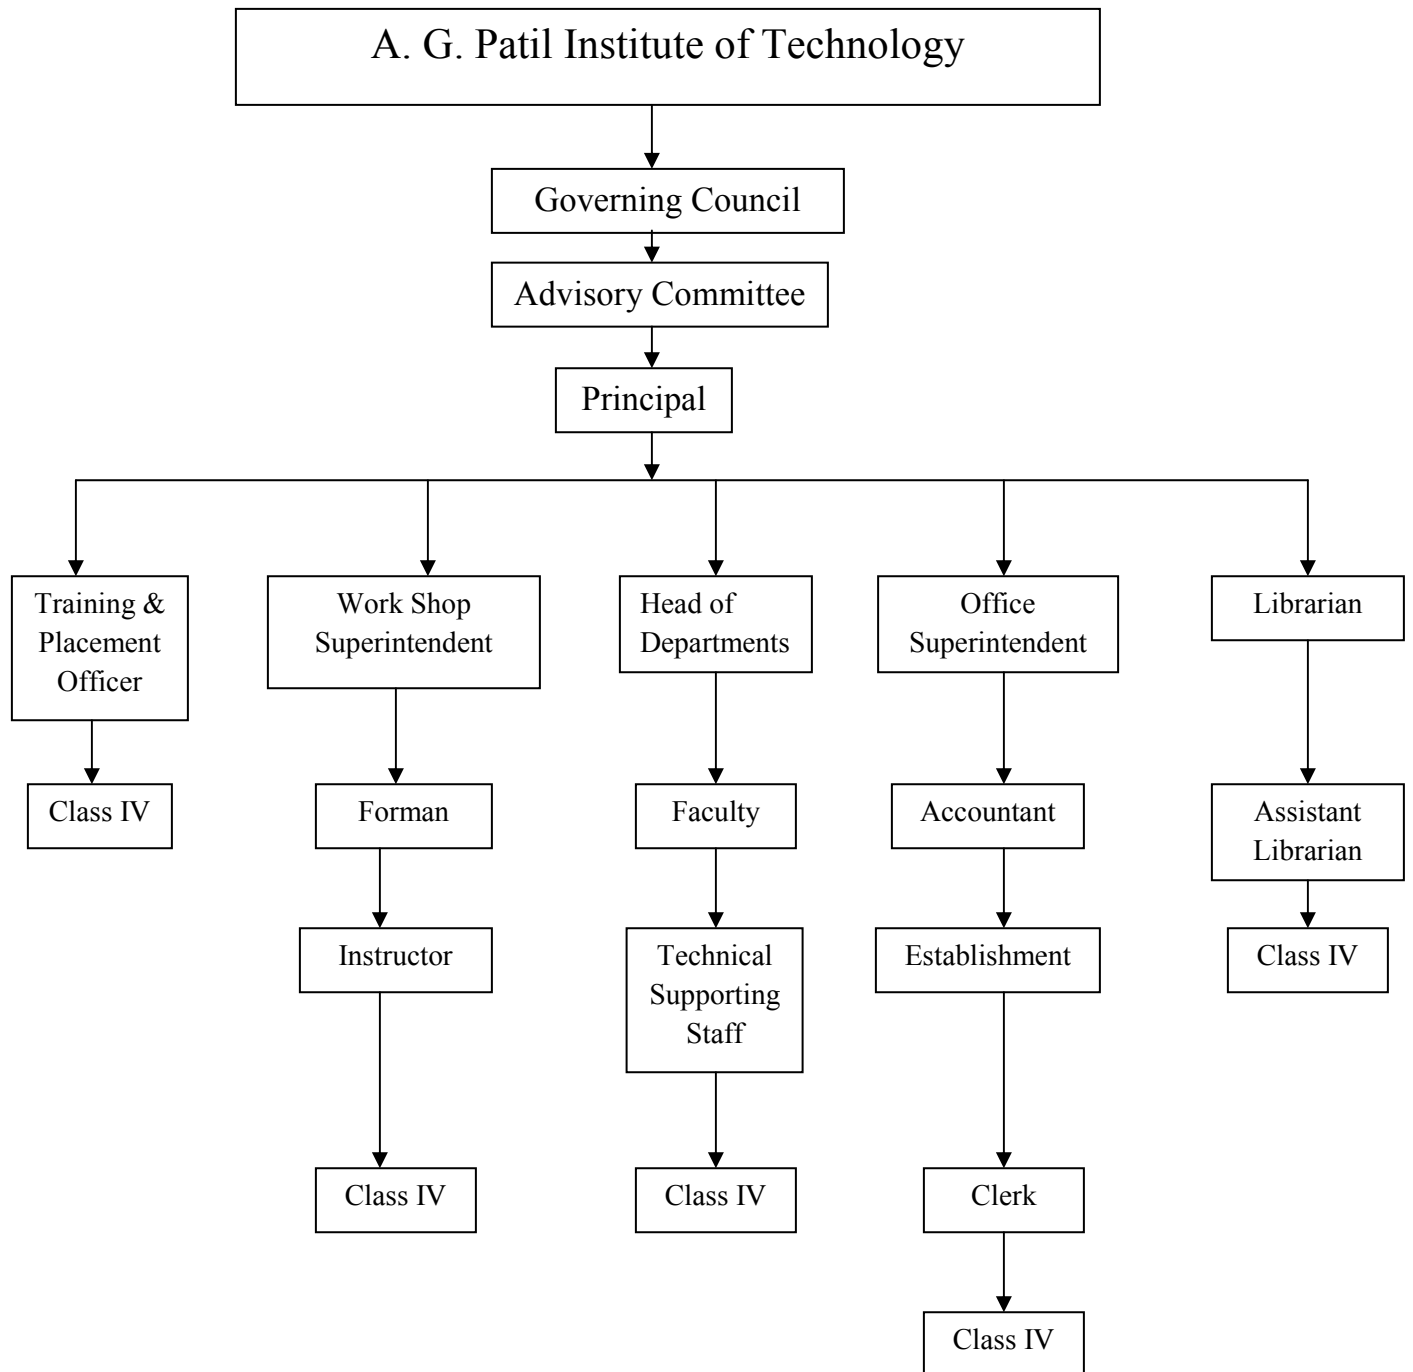 A. G. Patil Institute of Technology
Governing Council
Advisory Committee
Principal
Training &
Placement
Officer
Work Shop
Superintendent
Head of
Departments
Office
Superintendent
Librarian
Class IV
Forman
Faculty
Accountant
Assistant
Librarian
Instructor
Technical
Supporting
Staff
Establishment
Class IV
Class IV
Class IV
Clerk
Class IV